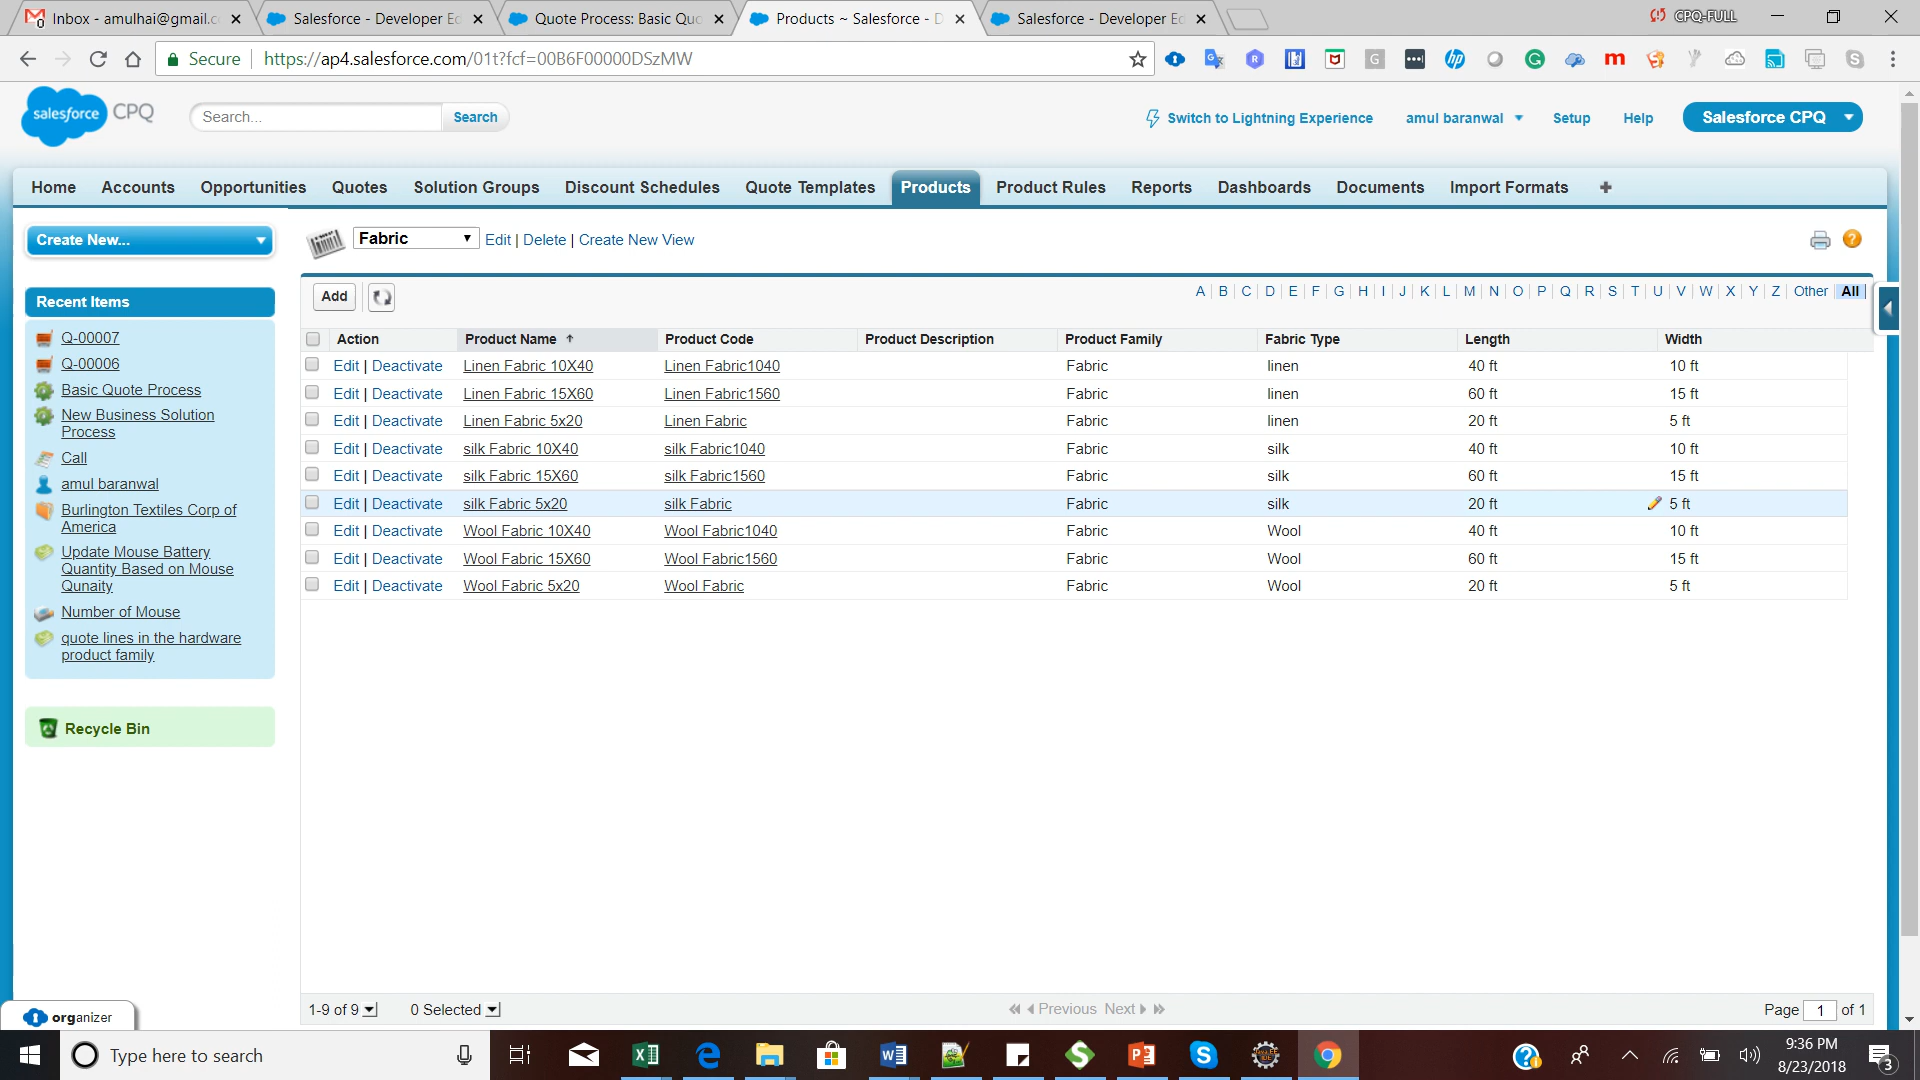 Inbox - amulhai@gmail.c
Salesforce - Developer Ed
Quote Process: Basic Quo
Products ~ Salesforce - D
Salesforce - Developer Ed
CPQ-FULL
Secure
https://ap4.salesforce.com/01t?fcf=00B6F00000DSzMW
salesforce CPQ
Search...
Search
Switch to Lightning Experience
amul baranwal
Setup
Help
Salesforce CPQ
Home Accounts Opportunities Quotes Solution Groups Discount Schedules Quote Templates Products Product Rules Reports Dashboards Documents Import Formats +
Create New...
Recent Items
Q-00007
Q-00006
Basic Quote Process
New Business Solution
Process
Call
amul baranwal
Burlington Textiles Corp of
America
Update Mouse Battery
Quantity Based on Mouse
Qunaity
Number of Mouse
quote lines in the hardware
product family
Recycle Bin
Fabric
Edit | Delete | Create New View
Add
A | B | C | D | E | F | G | H | I | J | K | L | M | N | O | P | Q | R | S | T | U | V | W | X | Y | Z | Other | All
Action Product Name Product Code Product Description Product Family Fabric Type Length Width
Edit | Deactivate Linen Fabric 10X40 Linen Fabric1040 Fabric linen 40 ft 10 ft
Edit | Deactivate Linen Fabric 15X60 Linen Fabric1560 Fabric linen 60 ft 15 ft
Edit | Deactivate Linen Fabric 5x20 Linen Fabric Fabric linen 20 ft 5 ft
Edit | Deactivate silk Fabric 10X40 silk Fabric1040 Fabric silk 40 ft 10 ft
Edit | Deactivate silk Fabric 15X60 silk Fabric1560 Fabric silk 60 ft 15 ft
Edit | Deactivate silk Fabric 5x20 silk Fabric Fabric silk 20 ft 5 ft
Edit | Deactivate Wool Fabric 10X40 Wool Fabric1040 Fabric Wool 40 ft 10 ft
Edit | Deactivate Wool Fabric 15X60 Wool Fabric1560 Fabric Wool 60 ft 15 ft
Edit | Deactivate Wool Fabric 5x20 Wool Fabric Fabric Wool 20 ft 5 ft
1-9 of 9
0 Selected
Previous Next
Page 1 of 1
organizer
Type here to search
9:36 PM
8/23/2018
3